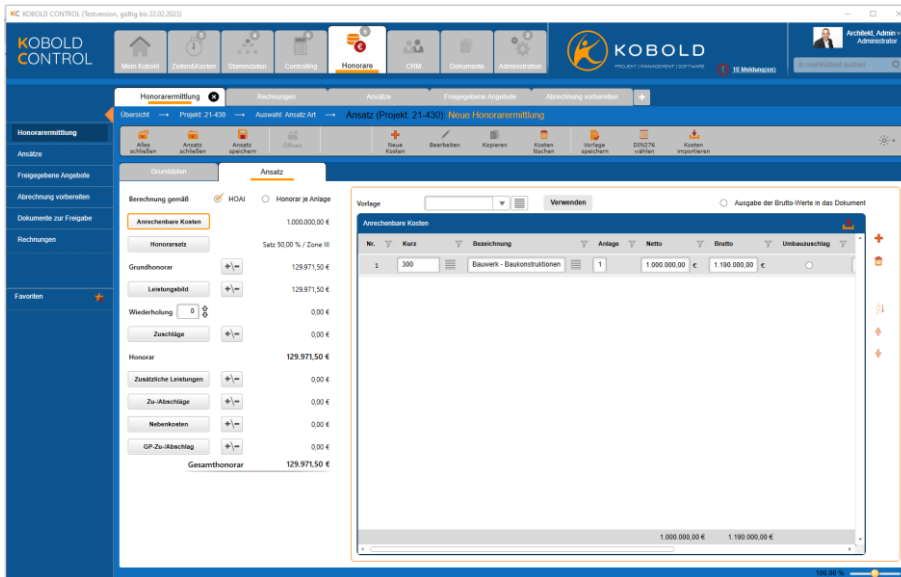 KC KOBOLD CONTROL (Testversion, gültig bis 22.02.2023)
KOBOLD
CONTROL
Mein Kobold
Zeiten&Kosten
Stammdaten
Controlling
Honorare
CRM
Dokumente
Administration
KOBOLD
PROJEKT|MANAGEMENT|SOFTWARE
10 Meldung(en)
Architekt, Admin
Administrator
In menKobold suchen
Honorarermittlung
Rechnungen
Ansätze
Freigegebene Angebote
Abrechnung vorbereiten
+
Übersicht → Projekt: 21-430 → Auswahl: Ansatz Art → Ansatz (Projekt: 21-430): Neue Honorarermittlung
Honorarermittlung
Ansätze
Freigegebene Angebote
Abrechnung vorbereiten
Dokumente zur Freigabe
Rechnungen
Favoriten
Alles schließen
Ansatz schließen
Ansatz speichern
Öffnen
Neue Kosten
Bearbeiten
Kopieren
Kosten löschen
Vorlage speichern
DIN276 wählen
Kosten importieren
Grunddaten
Ansatz
Berechnung gemäß HOAI Honorar je Anlage
Anrechenbare Kosten 1.000.000,00 €
Honorarsatz Satz 50,00 % / Zone III
Grundhonorar +\− 129.971,50 €
Leistungsbild +\− 129.971,50 €
Wiederholung 0 0,00 €
Zuschläge +\− 0,00 €
Honorar 129.971,50 €
Zusätzliche Leistungen +\− 0,00 €
Zu-/Abschläge +\− 0,00 €
Nebenkosten +\− 0,00 €
GP-Zu-/Abschlag +\− 0,00 €
Gesamthonorar 129.971,50 €
Vorlage Verwenden Ausgabe der Brutto-Werte in das Dokument
Anrechenbare Kosten
Nr. Kurz Bezeichnung Anlage Netto Brutto Umbauzuschlag
1 300 Bauwerk - Baukonstruktionen 1 1.000.000,00 € 1.190.000,00 €
1.000.000,00 € 1.190.000,00 €
100,00 %